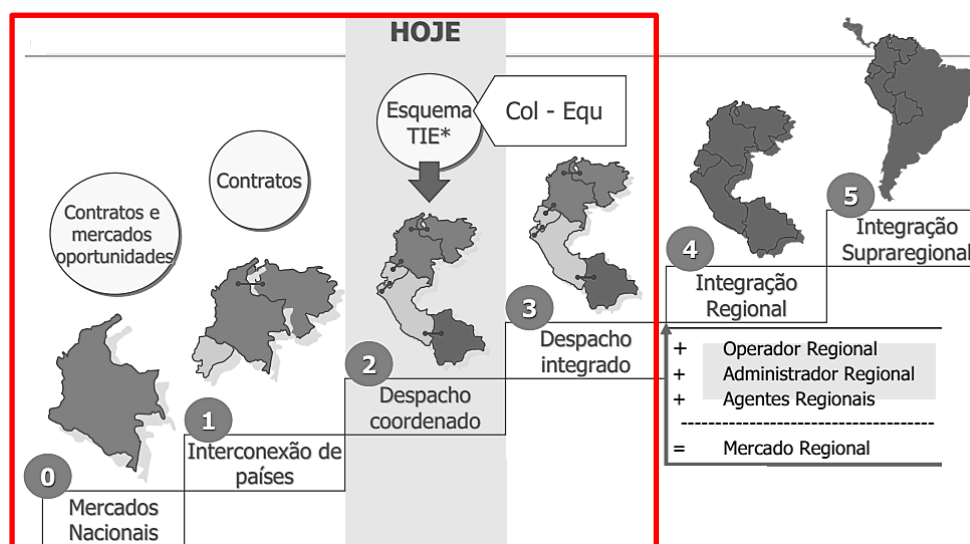 HOJE
Esquema
TIE*
Col - Equ
Contratos
Contratos e
mercados
oportunidades
5
Integração
Supraregional
4
Integração
Regional
3
Despacho
integrado
2
Despacho
coordenado
1
Interconexão de
países
0
Mercados
Nacionais
+ Operador Regional
+ Administrador Regional
+ Agentes Regionais
--------------------------------------
= Mercado Regional